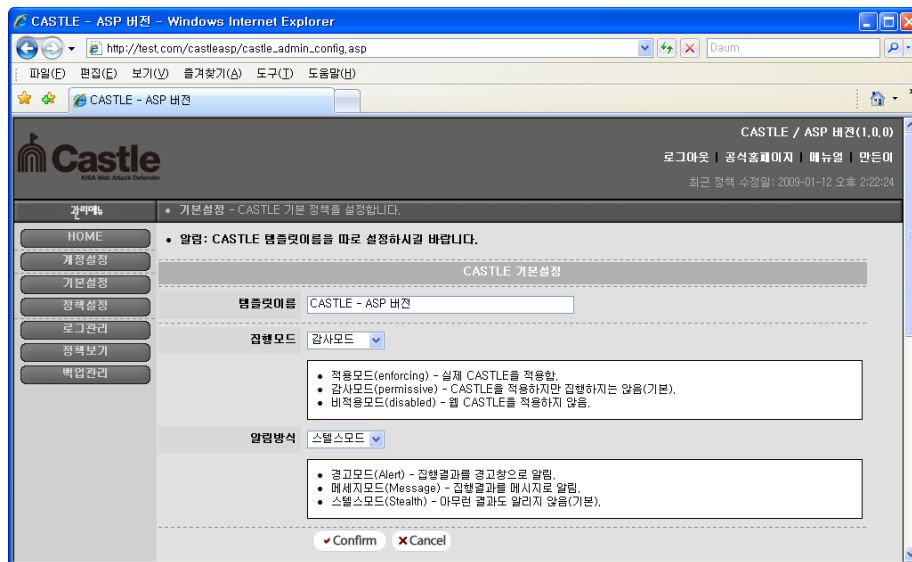 CASTLE - ASP 버전 - Windows Internet Explorer
http://test.com/castleasp/castle_admin_config.asp
Daum
파일(F) 편집(E) 보기(V) 즐겨찾기(A) 도구(T) 도움말(H)
CASTLE - ASP 버전
CASTLE / ASP 버전(1.0.0)
Castle
KISA Web Attack Defender
로그아웃 | 공식홈페이지 | 메뉴얼 | 만든이
최근 정책 수정일: 2009-01-12 오후 2:22:24
관리메뉴
• 기본설정 - CASTLE 기본 정책을 설정합니다.
HOME
계정설정
기본설정
정책설정
로그관리
정책보기
백업관리
• 알림: CASTLE 템플릿이름을 따로 설정하시길 바랍니다.
CASTLE 기본설정
템플릿이름 CASTLE - ASP 버전
집행모드 감사모드
• 적용모드(enforcing) - 실제 CASTLE을 적용함.
• 감사모드(permissive) - CASTLE을 적용하지만 집행하지는 않음(기본).
• 비적용모드(disabled) - 웹 CASTLE을 적용하지 않음.
알림방식 스텔스모드
• 경고모드(Alert) - 집행결과를 경고창으로 알림.
• 메세지모드(Message) - 집행결과를 메시지로 알림.
• 스텔스모드(Stealth) - 아무런 결과도 알리지 않음(기본).
Confirm Cancel